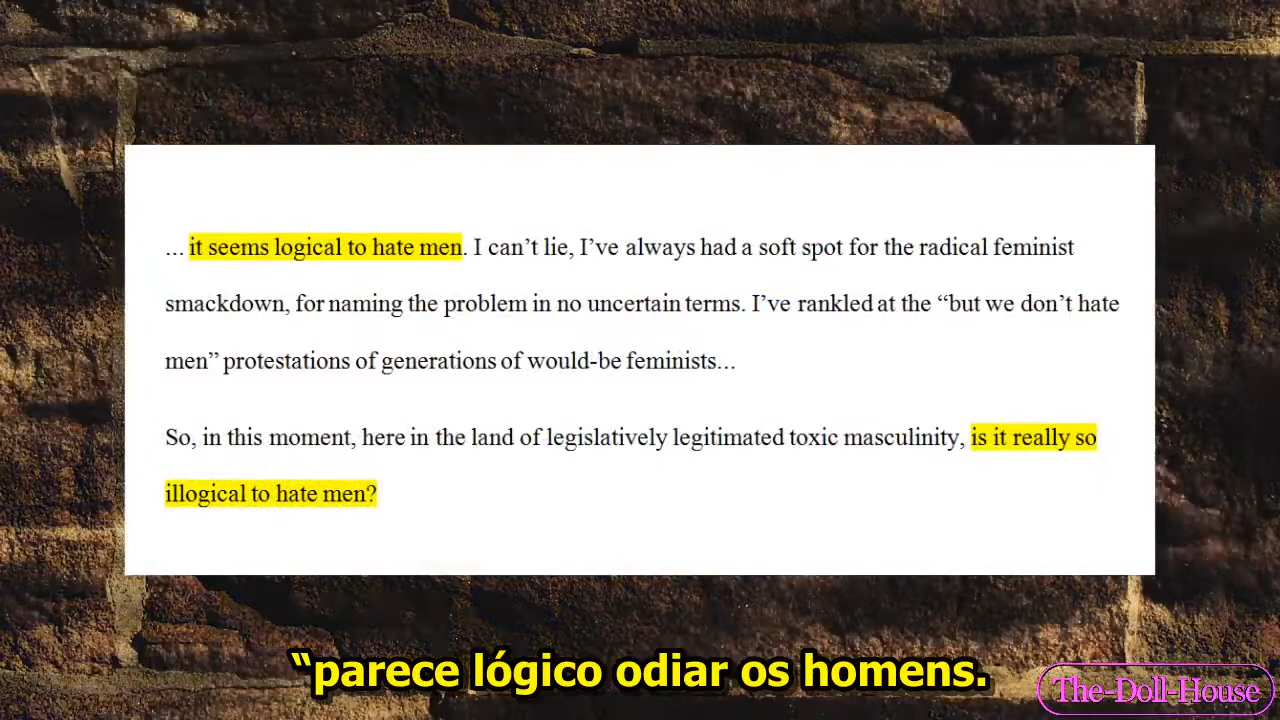 ... it seems logical to hate men. I can’t lie, I’ve always had a soft spot for the radical feminist
smackdown, for naming the problem in no uncertain terms. I’ve rankled at the “but we don’t hate
men” protestations of generations of would-be feminists...
So, in this moment, here in the land of legislatively legitimated toxic masculinity, is it really so
illogical to hate men?
“parece lógico odiar os homens.
The-Doll-House